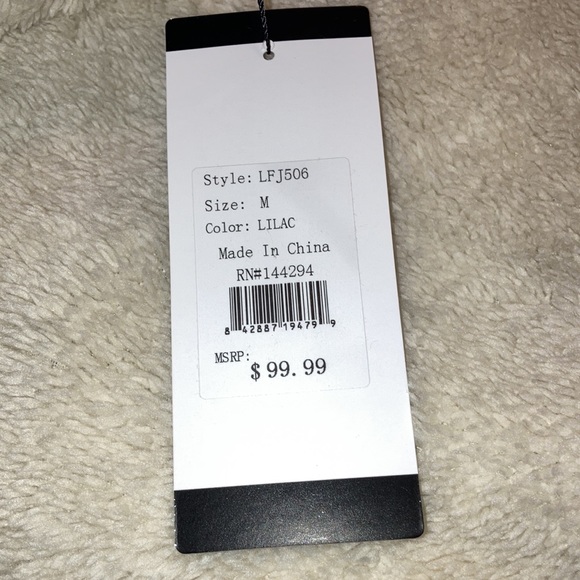 Style: LFJ506
Size: M
Color: LILAC
Made In China
RN#144294
8 42887 19479 9
MSRP:
$ 99.99